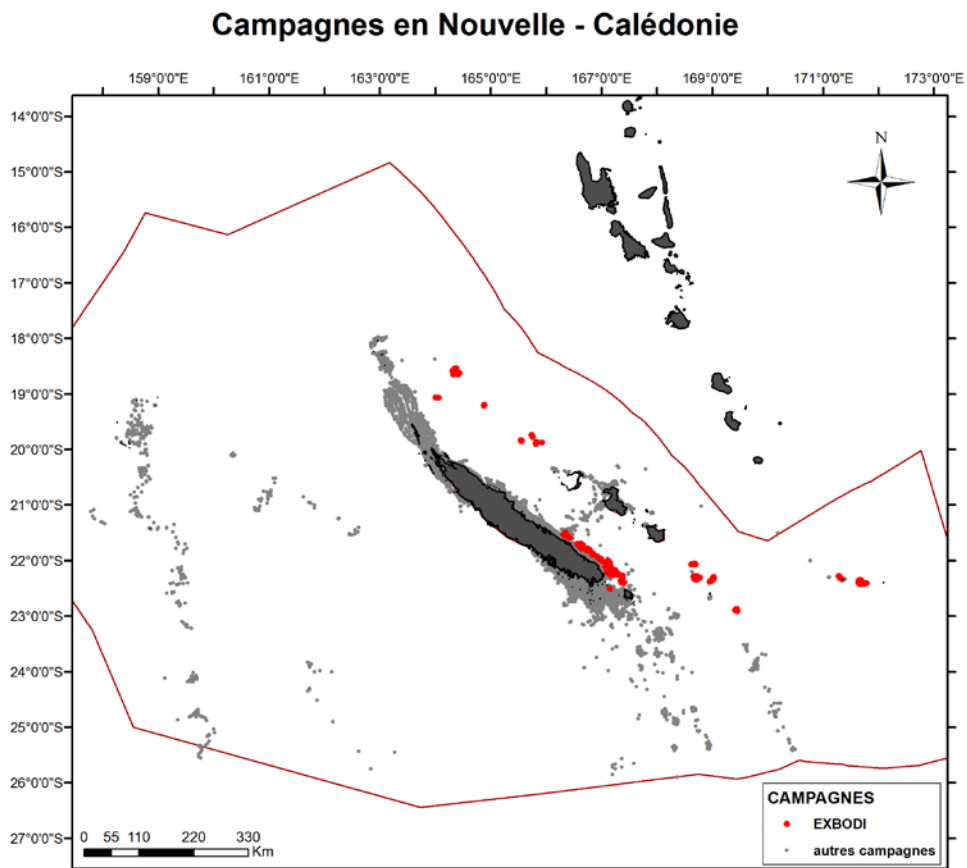 Campagnes en Nouvelle - Calédonie
159°0'0"E 161°0'0"E 163°0'0"E 165°0'0"E 167°0'0"E 169°0'0"E 171°0'0"E 173°0'0"E
14°0'0"S
N
15°0'0"S
16°0'0"S
17°0'0"S
18°0'0"S
19°0'0"S
20°0'0"S
21°0'0"S
22°0'0"S
23°0'0"S
24°0'0"S
25°0'0"S
26°0'0"S
27°0'0"S
CAMPAGNES
EXBODI
autres campagnes
0 55 110 220 330
Km